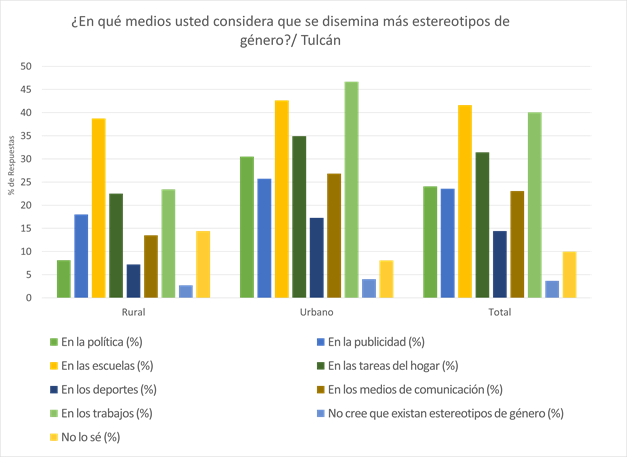 ¿En qué medios usted considera que se disemina más estereotipos de
género?/ Tulcán
% de Respuestas
50
45
40
35
30
25
20
15
10
5
0
Rural Urbano Total
En la política (%) En la publicidad (%)
En las escuelas (%) En las tareas del hogar (%)
En los deportes (%) En los medios de comunicación (%)
En los trabajos (%) No cree que existan estereotipos de género (%)
No lo sé (%)